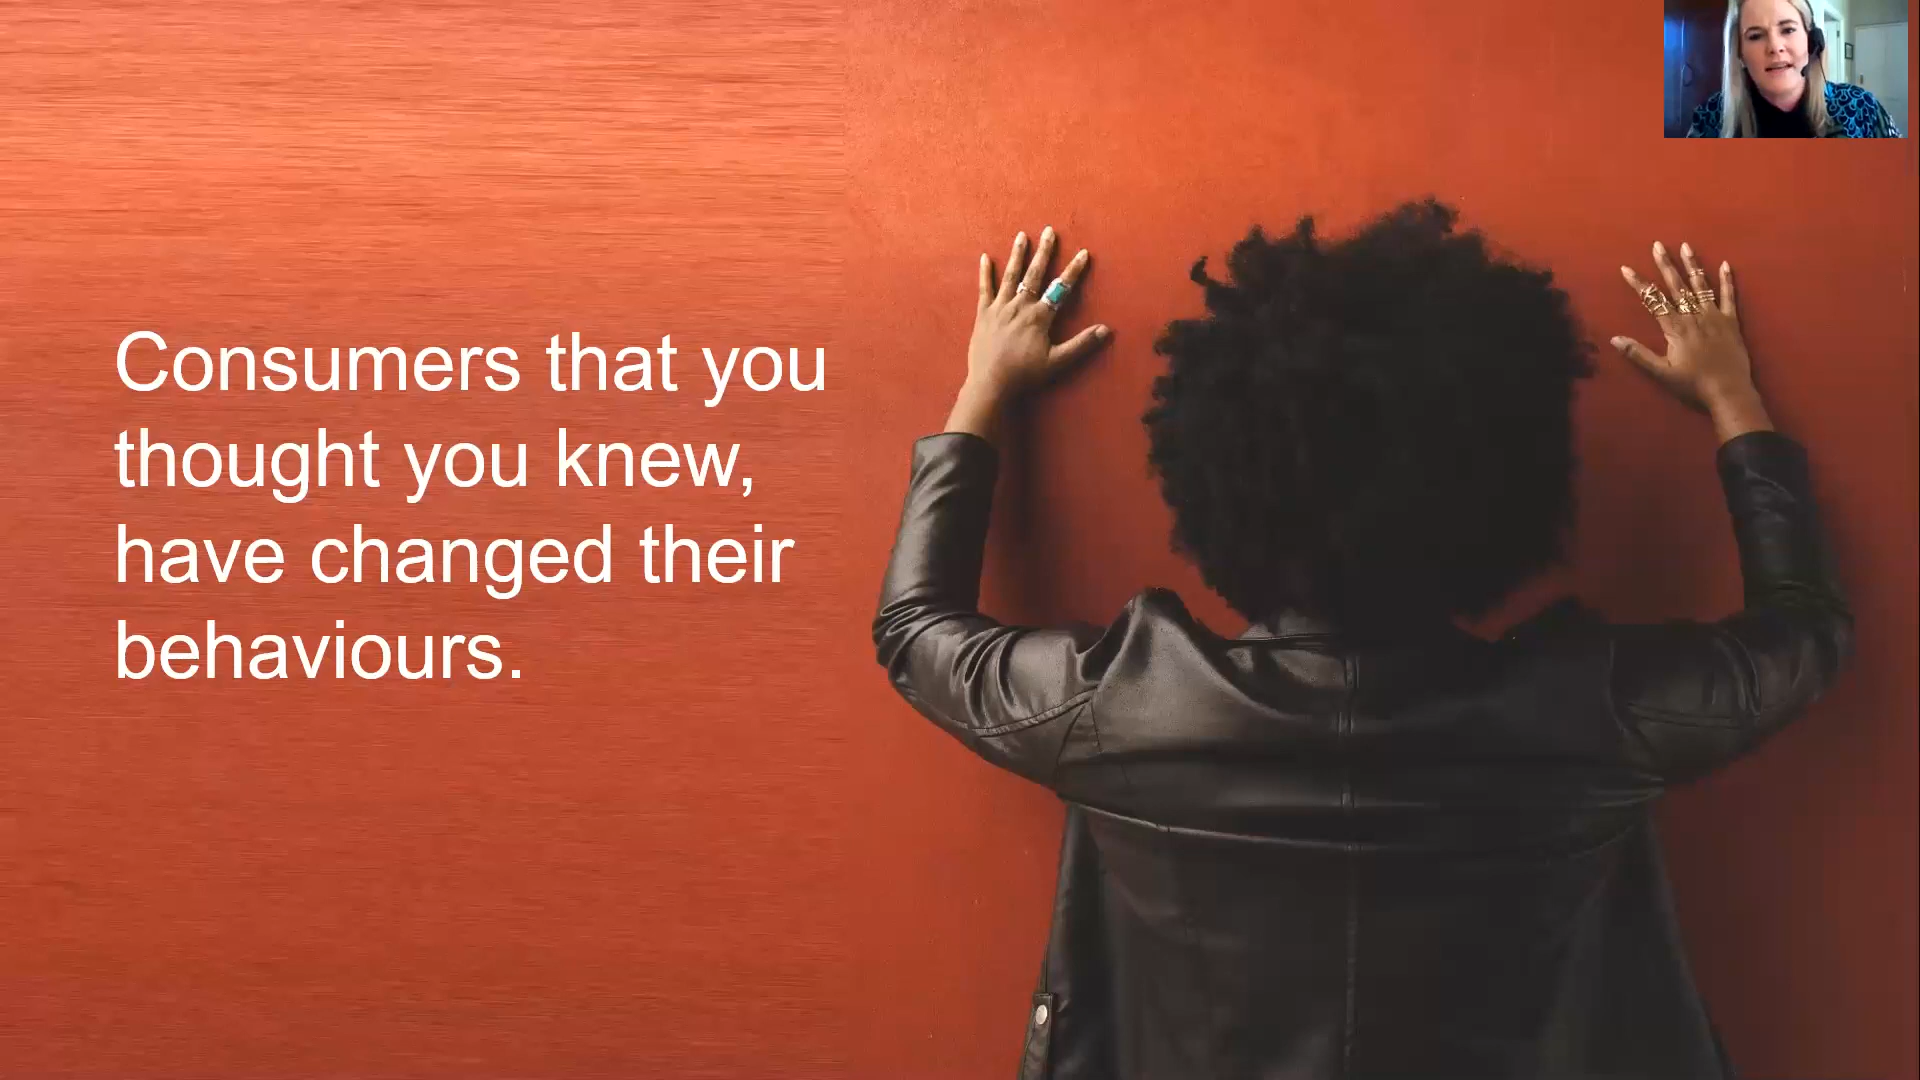 Consumers that you
thought you knew,
have changed their
behaviours.